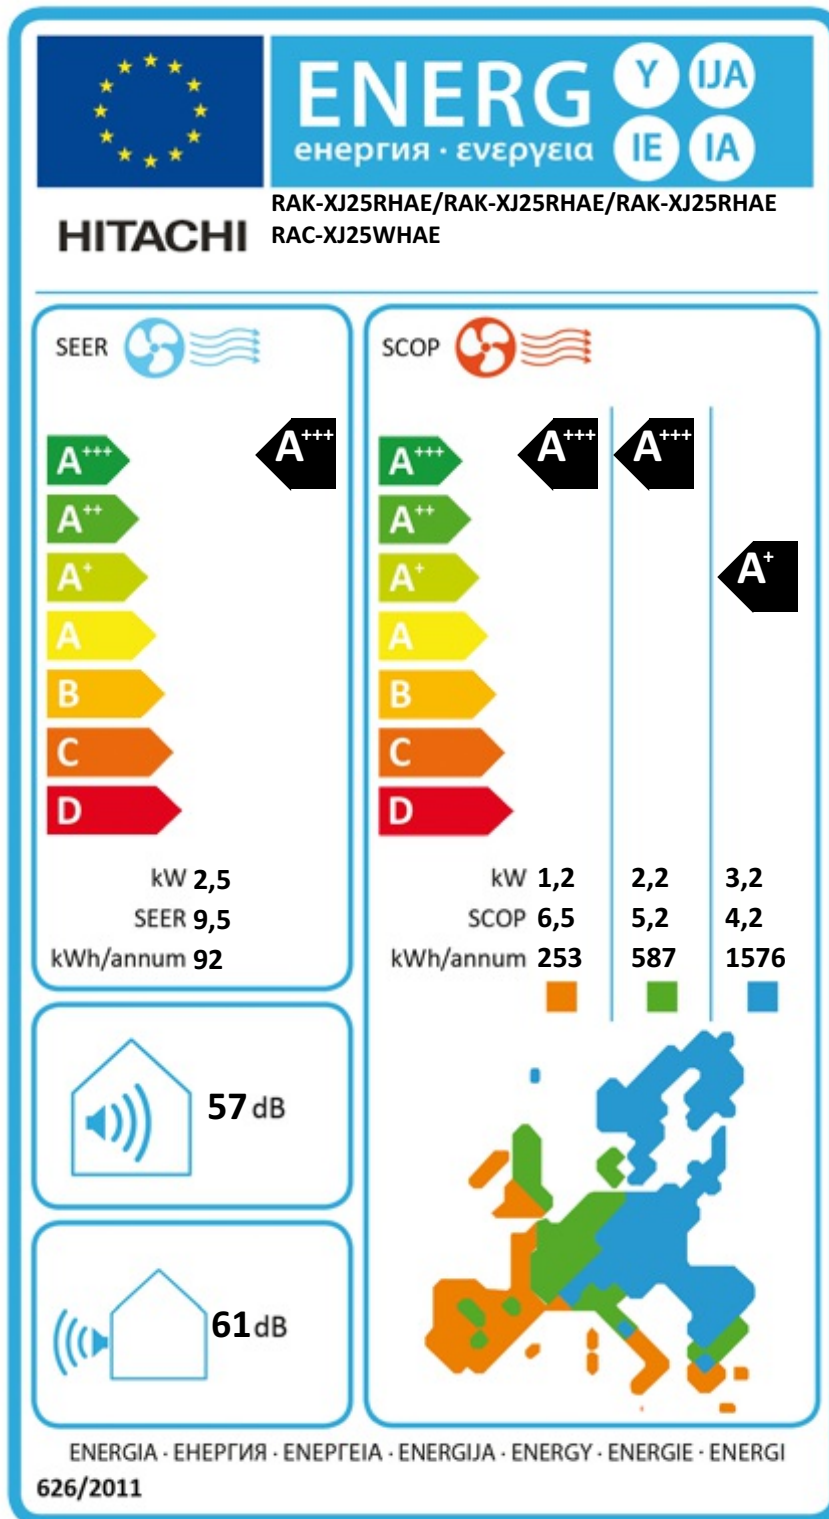 ENERG Y IJA
енергия · ενεργεια IE IA
HITACHI
RAK-XJ25RHAE/RAK-XJ25RHAE/RAK-XJ25RHAE
RAC-XJ25WHAE
SEER
A+++
A+++
A++
A+
A
B
C
D
kW 2,5
SEER 9,5
kWh/annum 92
SCOP
A+++ A+++
A+
A+++
A++
A+
A
B
C
D
kW 1,2 2,2 3,2
SCOP 6,5 5,2 4,2
kWh/annum 253 587 1576
57 dB
61 dB
ENERGIA · ЕНЕРГИЯ · ΕΝΕΡΓΕΙΑ · ENERGIJA · ENERGY · ENERGIE · ENERGI
626/2011